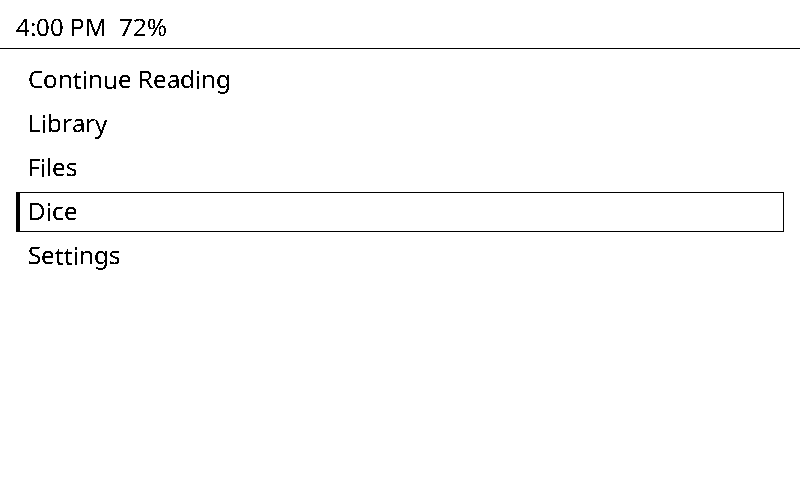 4:00 PM 72%
Continue Reading
Library
Files
Dice
Settings